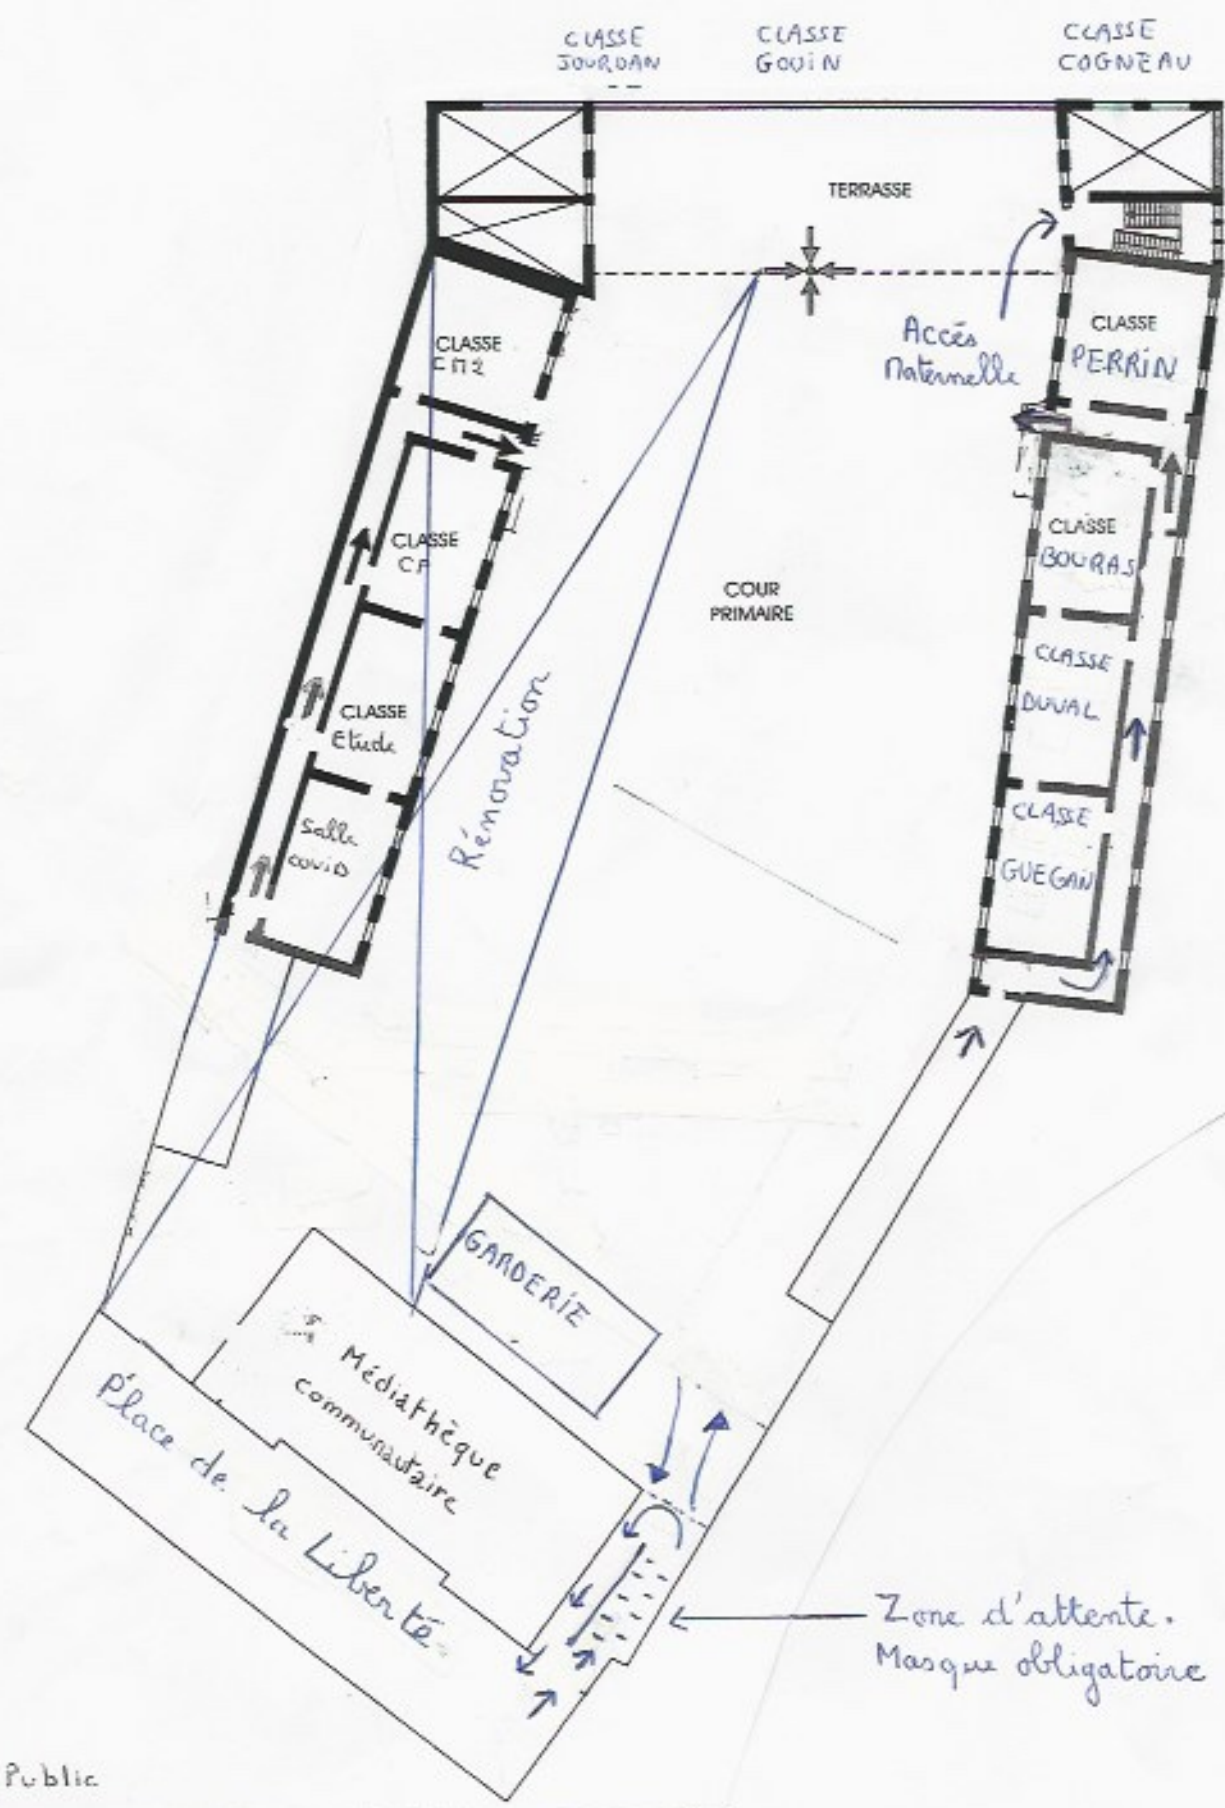 CLASSE
JOURDAN
CLASSE
GOUIN
CLASSE
COGNEAU
TERRASSE
Accés
Maternelle
CLASSE
PERRIN
CLASSE
CM2
CLASSE
CP
CLASSE
BOURAS
COUR
PRIMAIRE
CLASSE
DUVAL
CLASSE
Etude
Rénovation
Salle
COVID
CLASSE
GUEGAN
GARDERIE
Médiathèque
communautaire
Place de la Liberté
Zone d'attente.
Masque obligatoire
Public